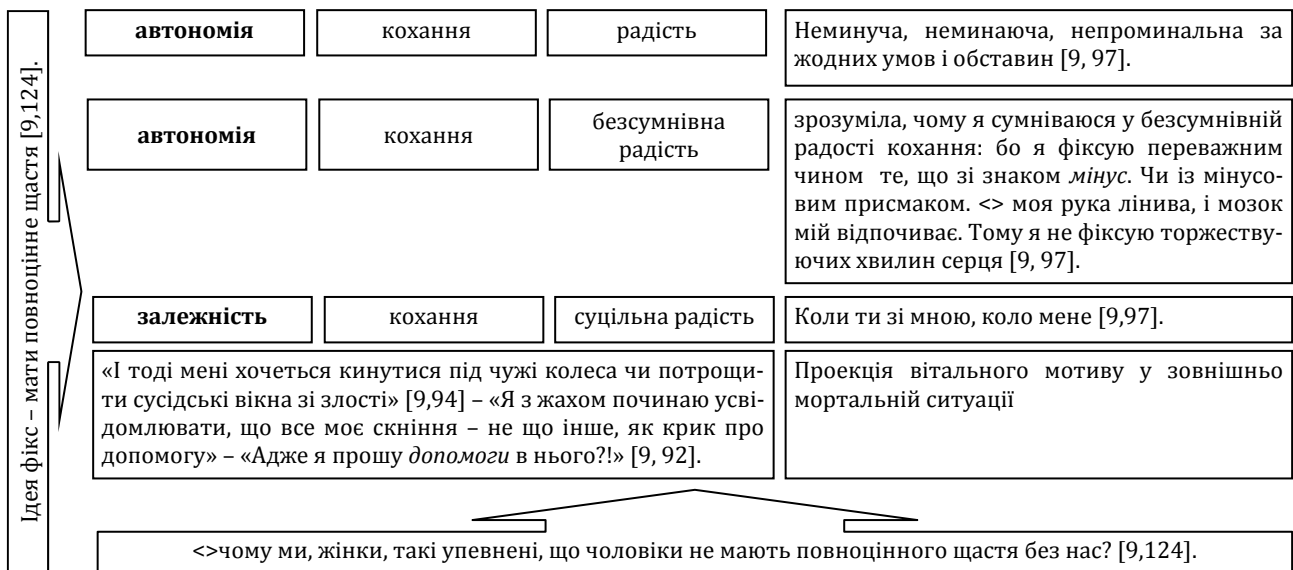 Ідея фікс – мати повноцінне щастя [9,124].
автономія
кохання
радість
Неминуча, неминаюча, непроминальна за
жодних умов і обставин [9, 97].
автономія
кохання
безсумнівна
радість
зрозуміла, чому я сумніваюся у безсумнівній
радості кохання: бо я фіксую переважним
чином те, що зі знаком мінус. Чи із мінусо-
вим присмаком. <> моя рука лінива, і мозок
мій відпочиває. Тому я не фіксую торжеству-
ючих хвилин серця [9, 97].
залежність
кохання
суцільна радість
Коли ти зі мною, коло мене [9,97].
«І тоді мені хочеться кинутися під чужі колеса чи потрощи-
ти сусідські вікна зі злості» [9,94] – «Я з жахом починаю усві-
домлювати, що все моє скніння – не що інше, як крик про
допомогу» – «Адже я прошу допомоги в нього?!» [9, 92].
Проекція вітального мотиву у зовнішньо
мортальній ситуації
<>чому ми, жінки, такі упевнені, що чоловіки не мають повноцінного щастя без нас? [9,124].